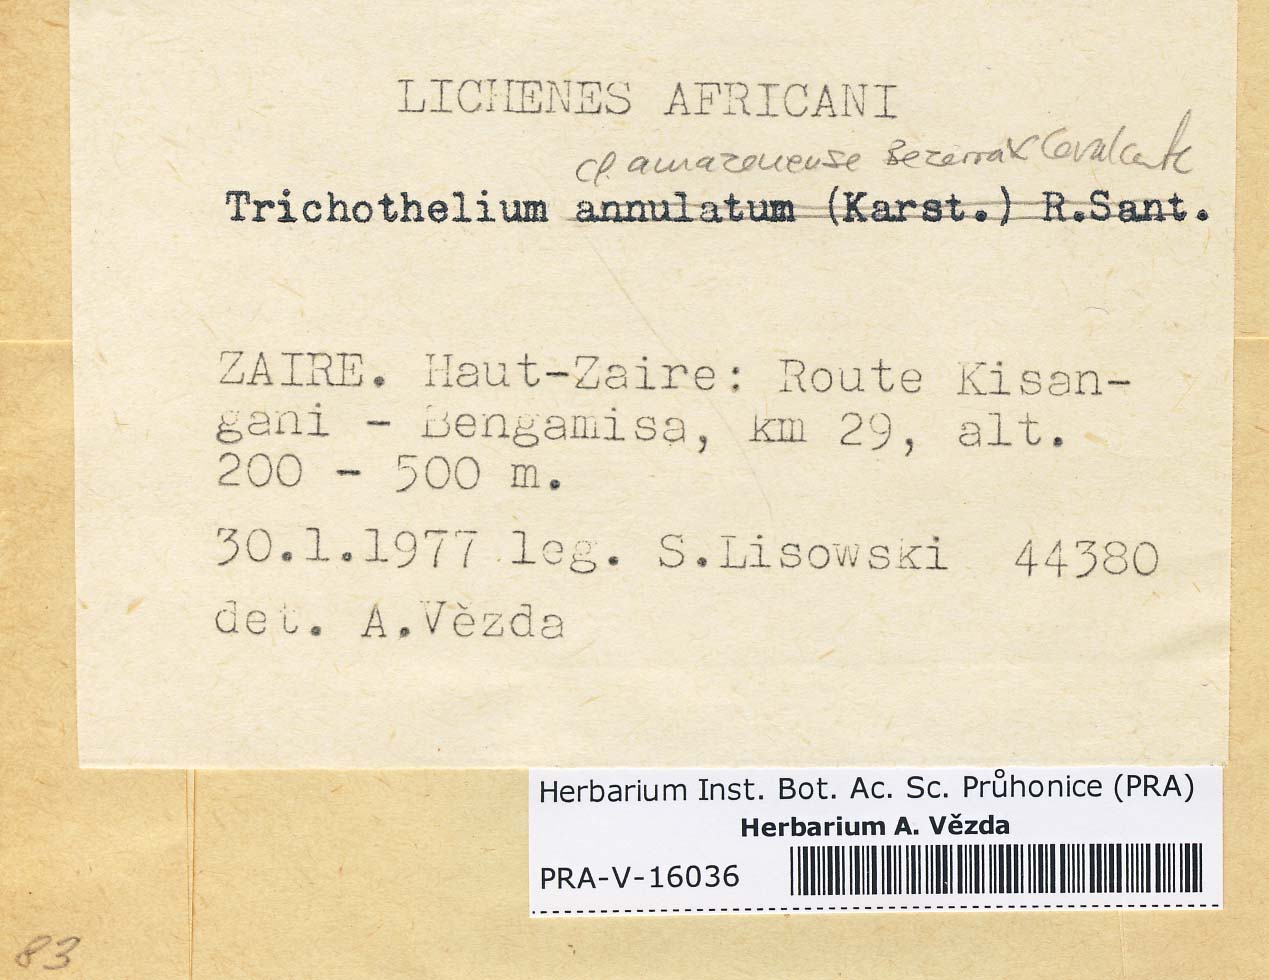 LICHENES AFRICANI
cf. amazonense Bezerra & Cavalcante
Trichothelium annulatum (Karst.) R.Sant.
ZAIRE. Haut-Zaire: Route Kisan-
gani - Bengamisa, km 29, alt.
200 - 500 m.
30.1.1977 leg. S.Lisowski 44380
det. A.Vězda
Herbarium Inst. Bot. Ac. Sc. Průhonice (PRA)
Herbarium A. Vězda
PRA-V-16036
83